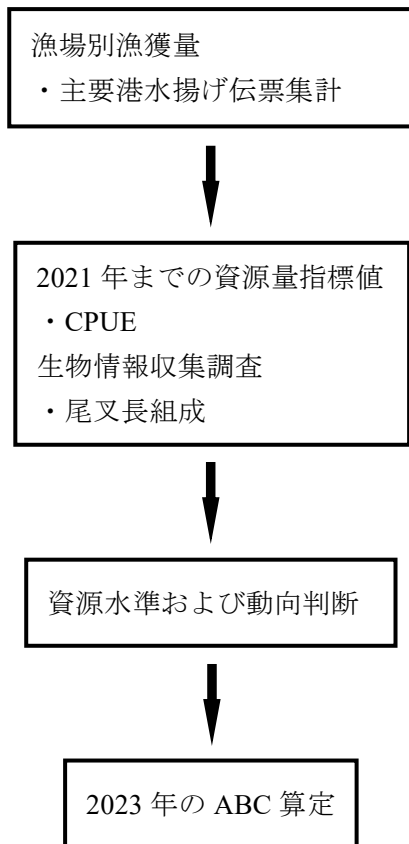 漁場別漁獲量
・主要港水揚げ伝票集計
2021 年までの資源量指標値
・CPUE
生物情報収集調査
・尾叉長組成
資源水準および動向判断
2023 年の ABC 算定